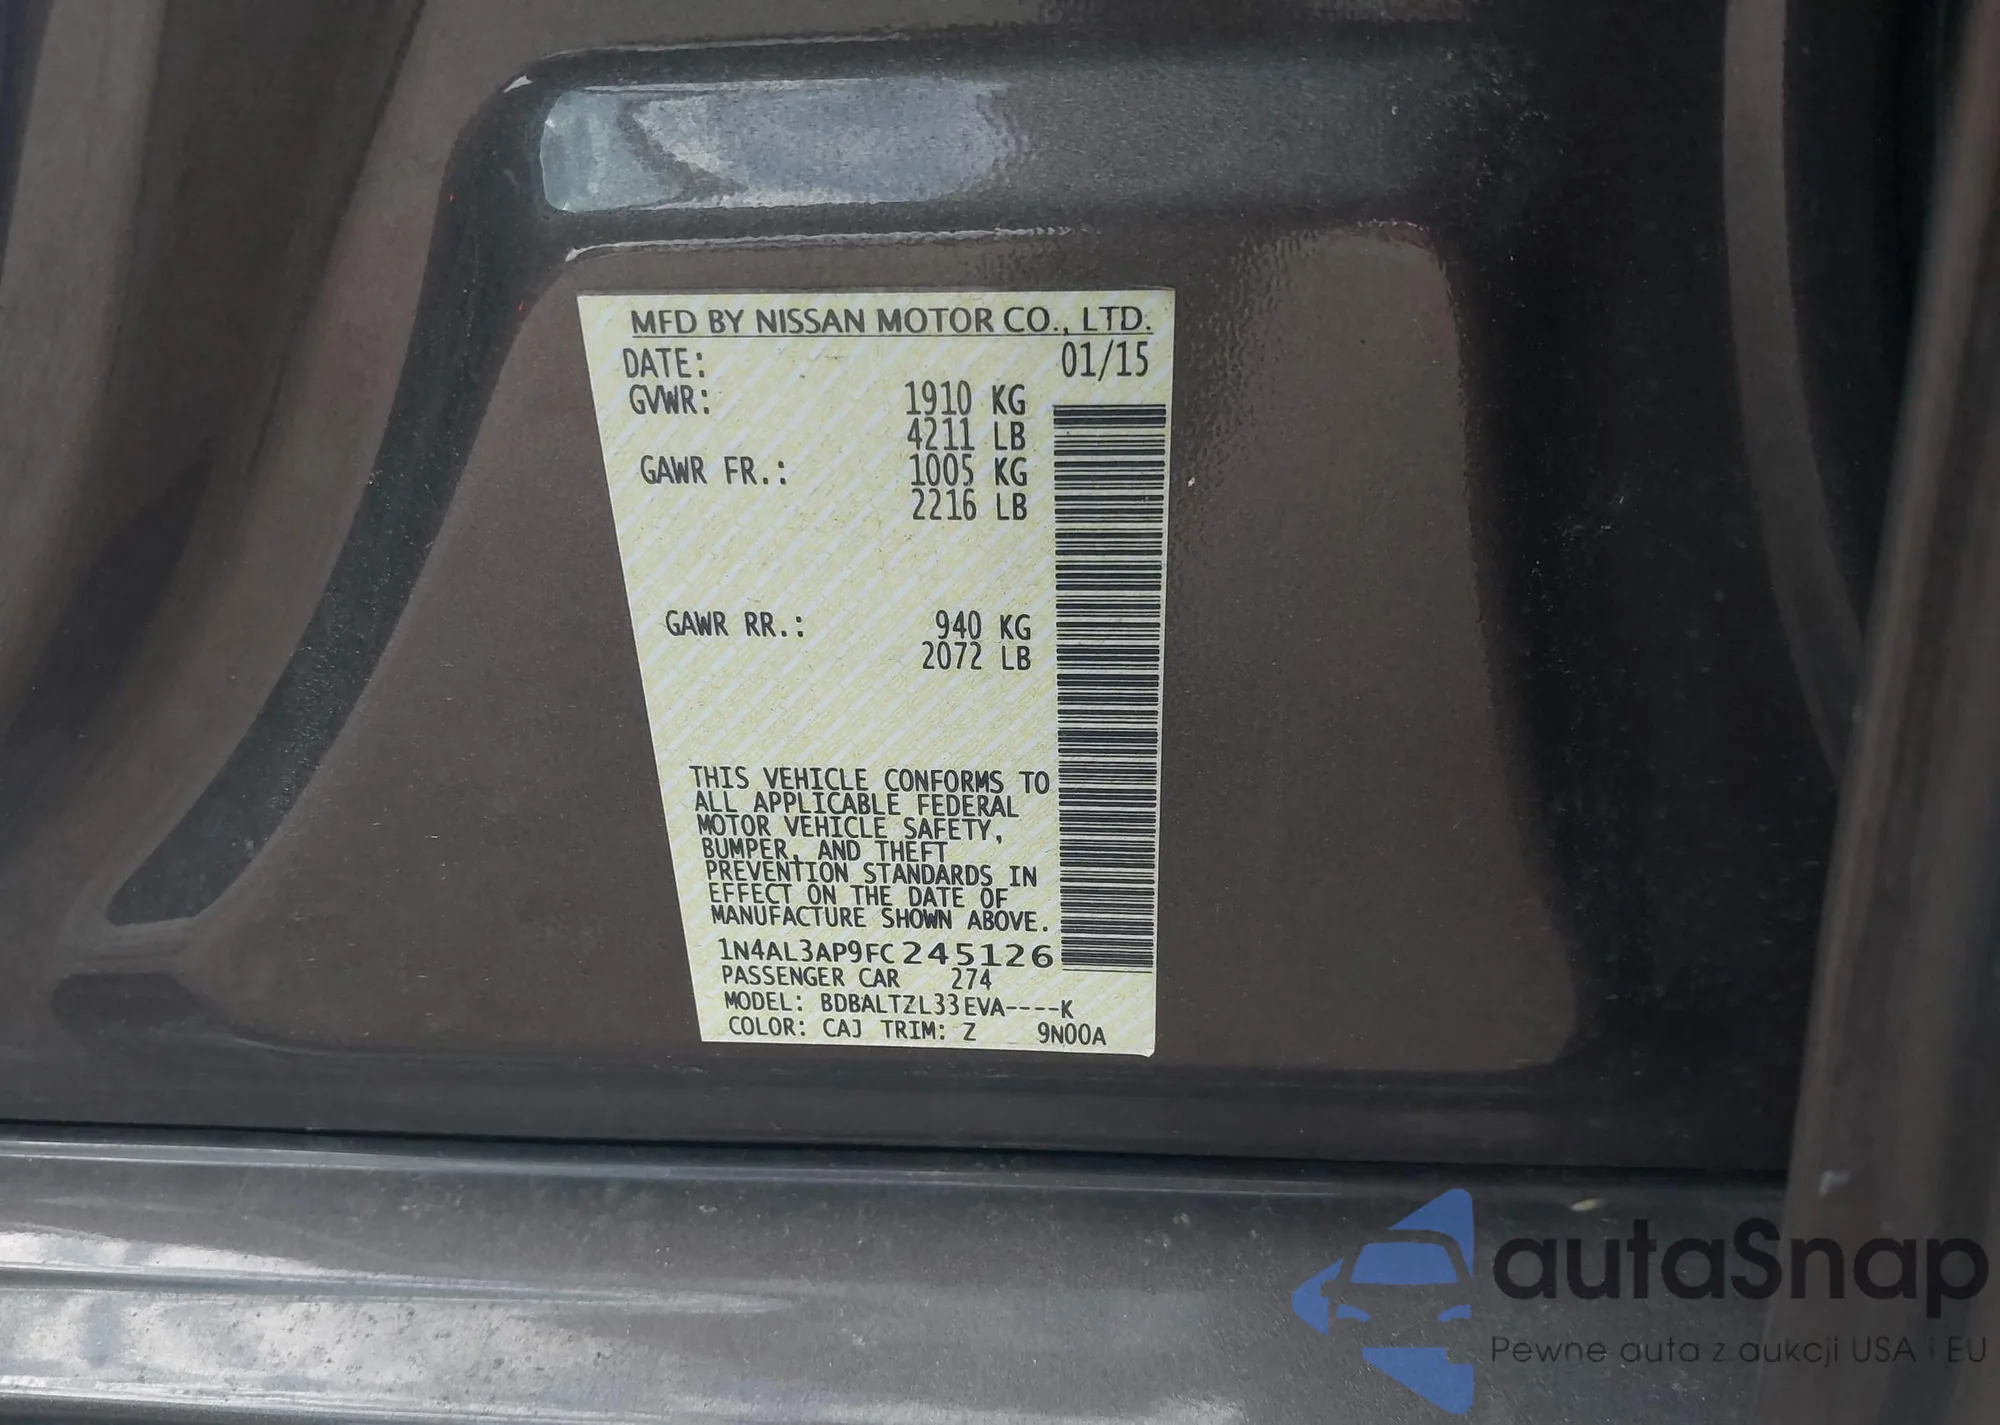 MFD BY NISSAN MOTOR CO., LTD.
DATE: 01/15
GVWR: 1910 KG
4211 LB
GAWR FR.: 1005 KG
2216 LB
GAWR RR.: 940 KG
2072 LB
THIS VEHICLE CONFORMS TO
ALL APPLICABLE FEDERAL
MOTOR VEHICLE SAFETY,
BUMPER, AND THEFT
PREVENTION STANDARDS IN
EFFECT ON THE DATE OF
MANUFACTURE SHOWN ABOVE.
1N4AL3AP9FC245126
PASSENGER CAR 274
MODEL: BDBALTZL33EVA----K
COLOR: CAJ TRIM: Z 9N00A
autaSnap
Pewne auta z aukcji USA i EU